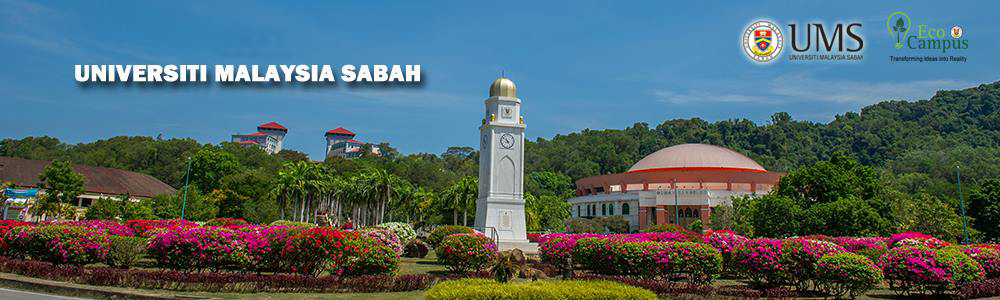 UNIVERSITI MALAYSIA SABAH
UMS
UNIVERSITI MALAYSIA SABAH
Eco
Campus
Transforming Ideas into Reality